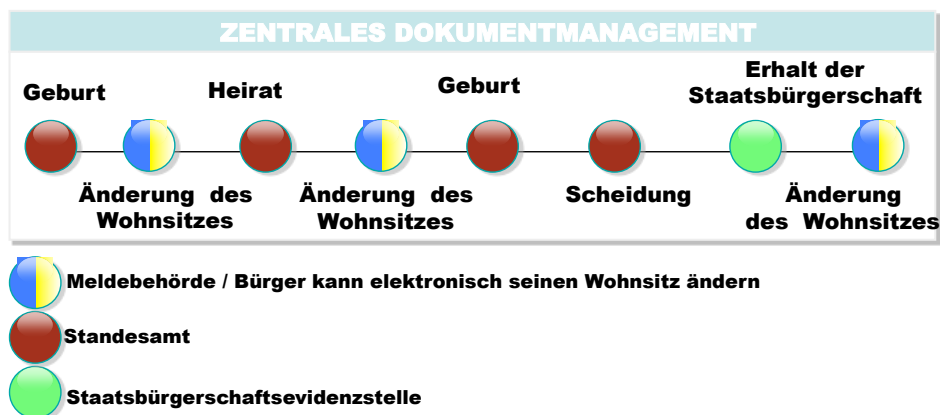 ZENTRALES DOKUMENTMANAGEMENT
Geburt
Heirat
Geburt
Erhalt der
Staatsbürgerschaft
Änderung des
Wohnsitzes
Änderung des
Wohnsitzes
Scheidung
Änderung
des Wohnsitzes
Meldebehörde / Bürger kann elektronisch seinen Wohnsitz ändern
Standesamt
Staatsbürgerschaftsevidenzstelle